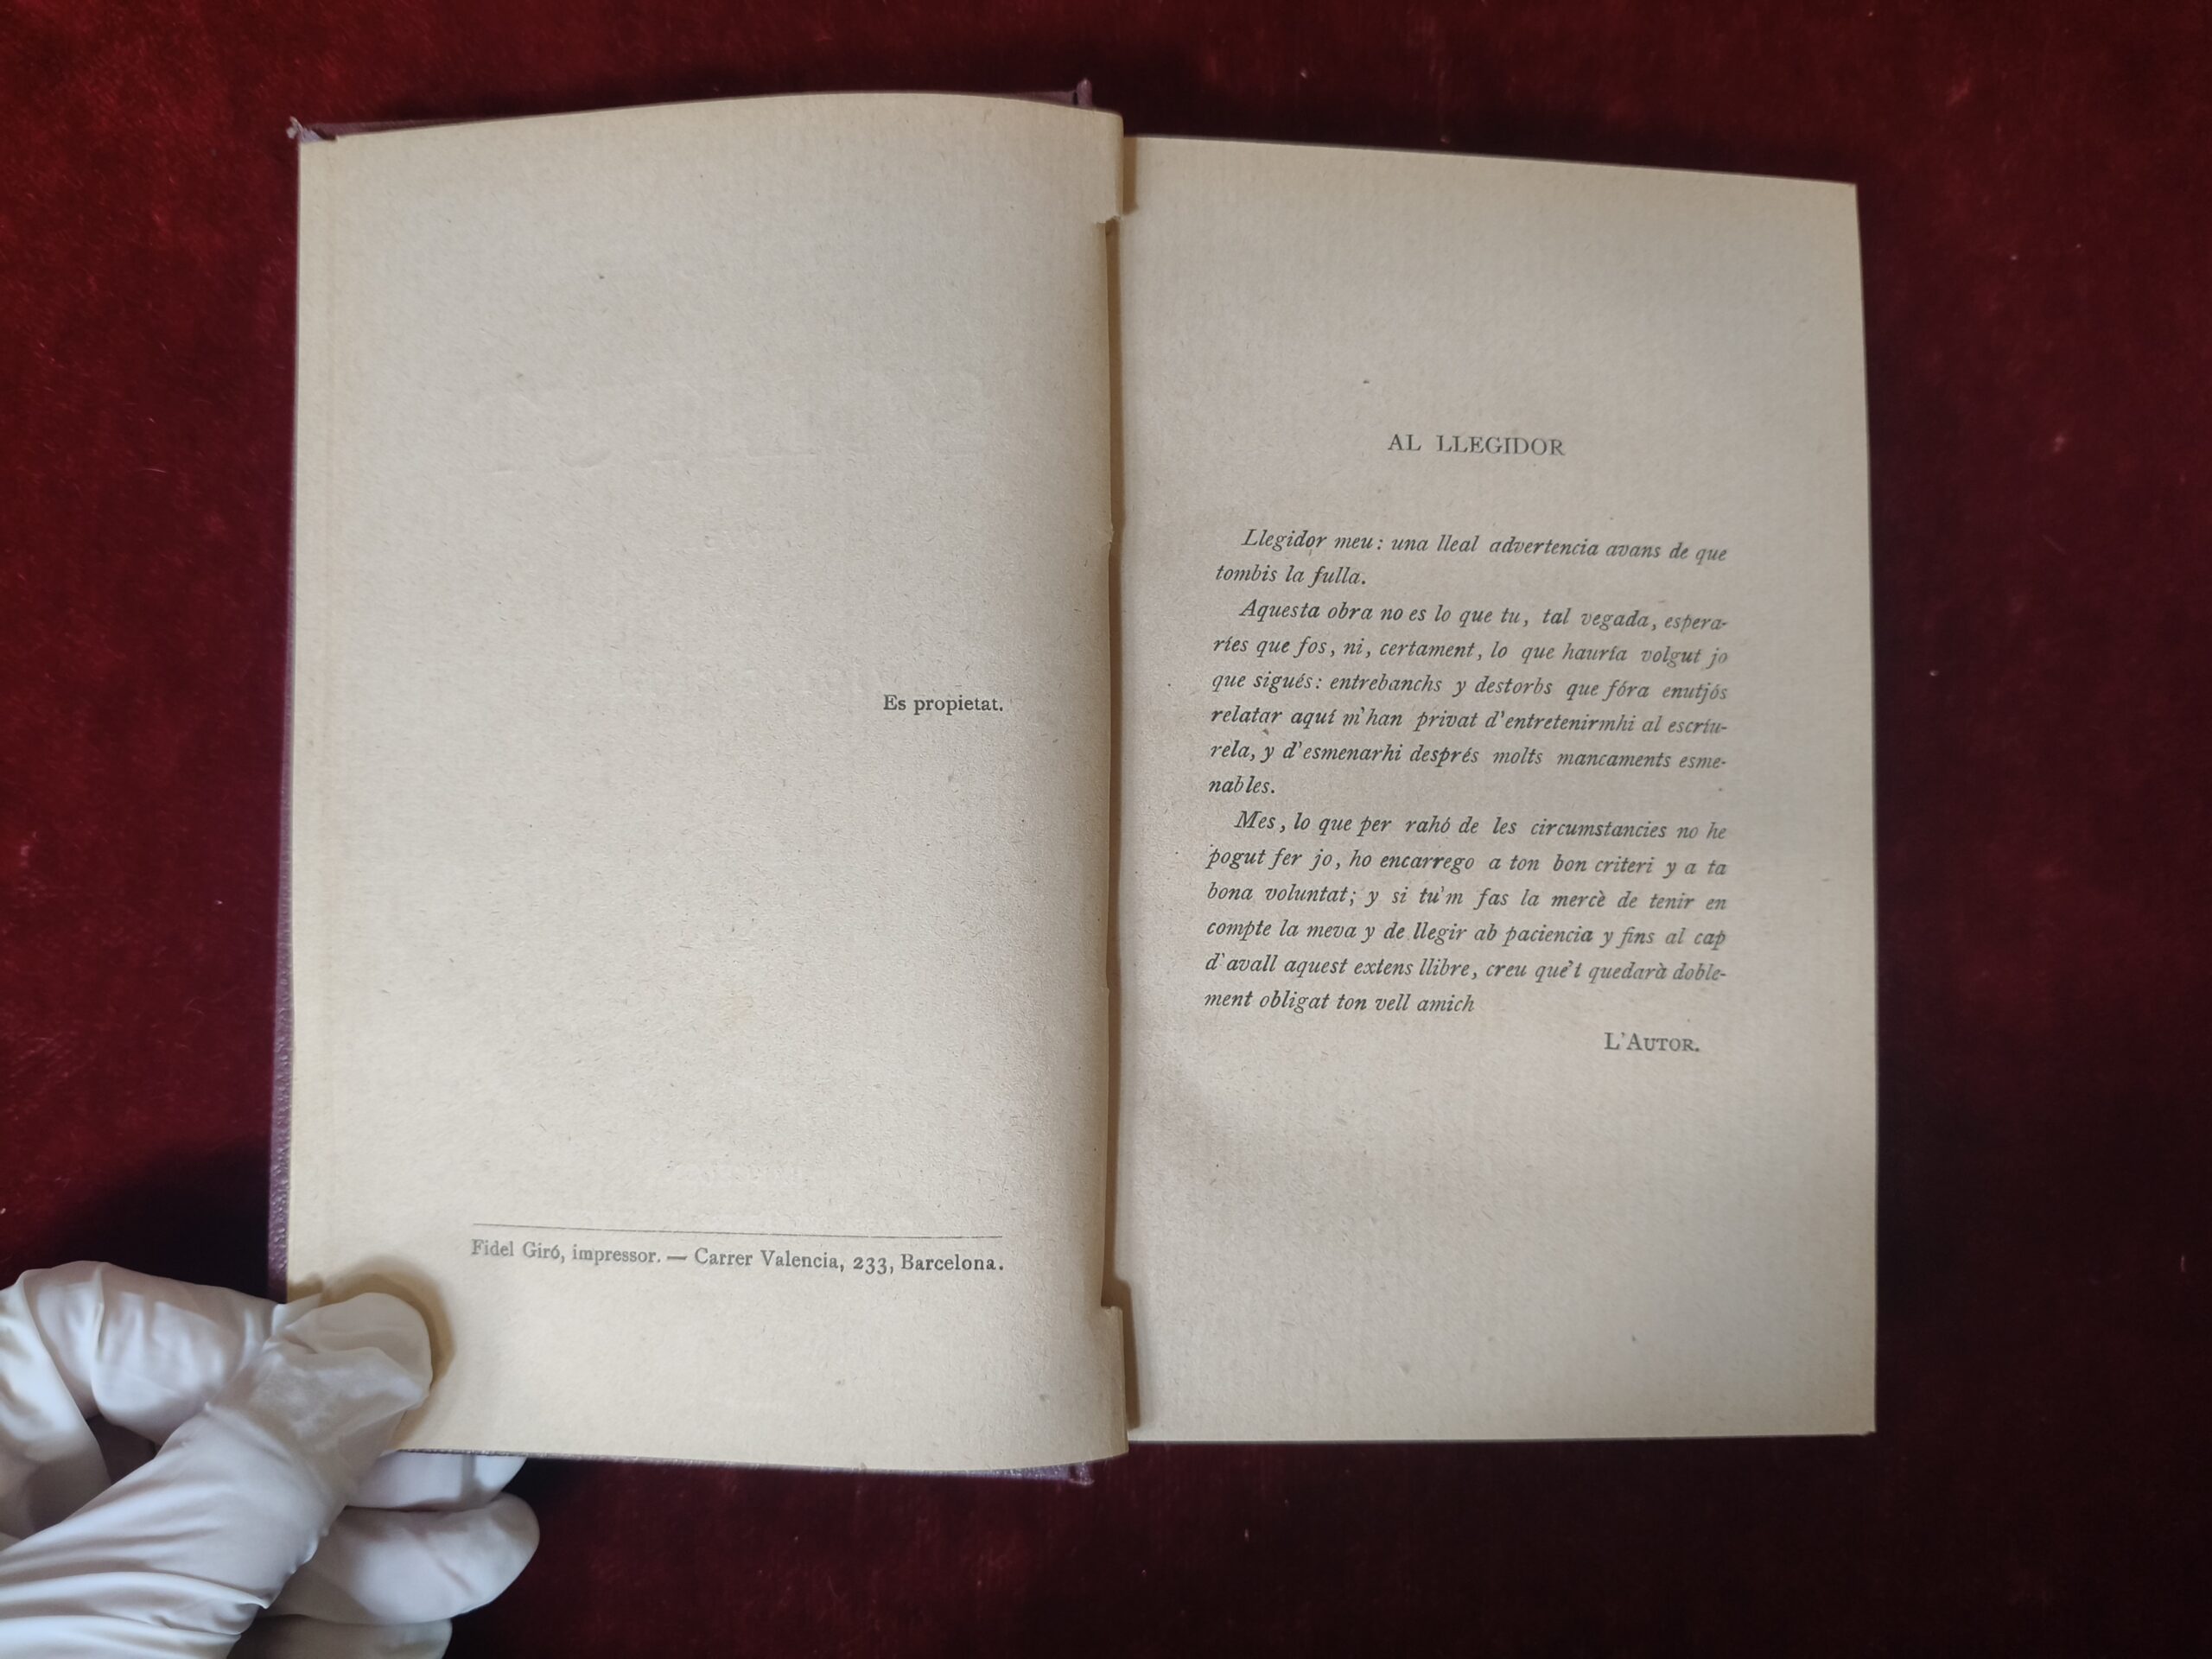 Es propietat.
Fidel Giró, impressor. — Carrer Valencia, 233, Barcelona.
AL LLEGIDOR
Llegidor meu: una lleal advertencia avans de que
tombis la fulla.
Aquesta obra no es lo que tu, tal vegada, espera-
ríes que fos, ni, certament, lo que hauría volgut jo
que sigués: entrebanchs y destorbs que fóra enutjós
relatar aquí m'han privat d'entretenirmhi al escríu-
rela, y d'esmenarhi després molts mancaments esme-
nables.
Mes, lo que per rahó de les circumstancies no he
pogut fer jo, ho encarrego a ton bon criteri y a ta
bona voluntat; y si tu'm fas la mercè de tenir en
compte la meva y de llegir ab paciencia y fins al cap
d'avall aquest extens llibre, creu que't quedarà doble-
ment obligat ton vell amich
L'AUTOR.